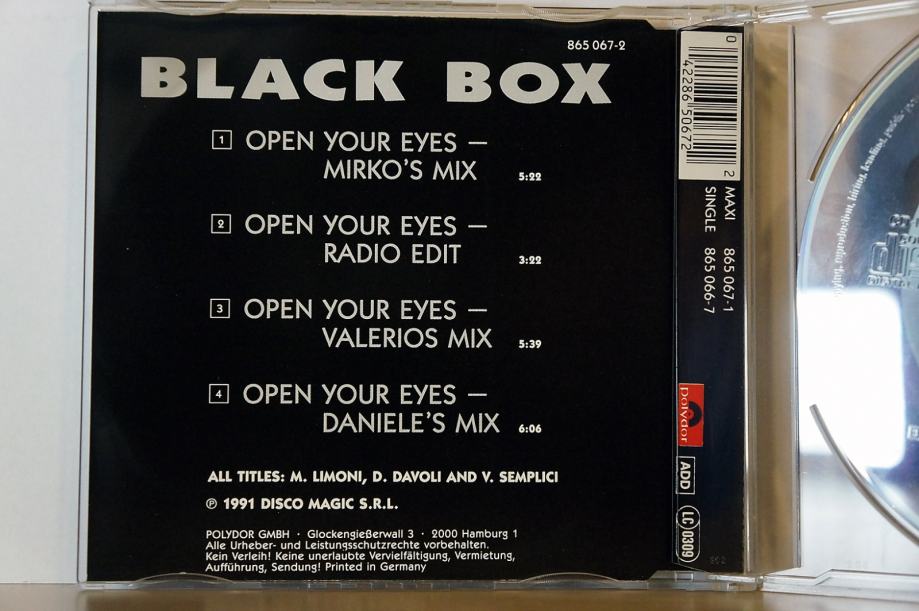 865 067-2
BLACK BOX
1 OPEN YOUR EYES —
MIRKO'S MIX 5:22
2 OPEN YOUR EYES —
RADIO EDIT 3:22
3 OPEN YOUR EYES —
VALERIOS MIX 5:39
4 OPEN YOUR EYES —
DANIELE'S MIX 6:06
ALL TITLES: M. LIMONI, D. DAVOLI AND V. SEMPLICI
℗ 1991 DISCO MAGIC S.R.L.
POLYDOR GMBH · Glockengießerwall 3 · 2000 Hamburg 1
Alle Urheber- und Leistungsschutzrechte vorbehalten.
Kein Verleih! Keine unerlaubte Vervielfältigung, Vermietung,
Aufführung, Sendung! Printed in Germany
0 42286 50672 2
MAXI 865 067-1
SINGLE 865 066-7
polydor
ADD
LC 0309
reproduction, hiring, lending, public